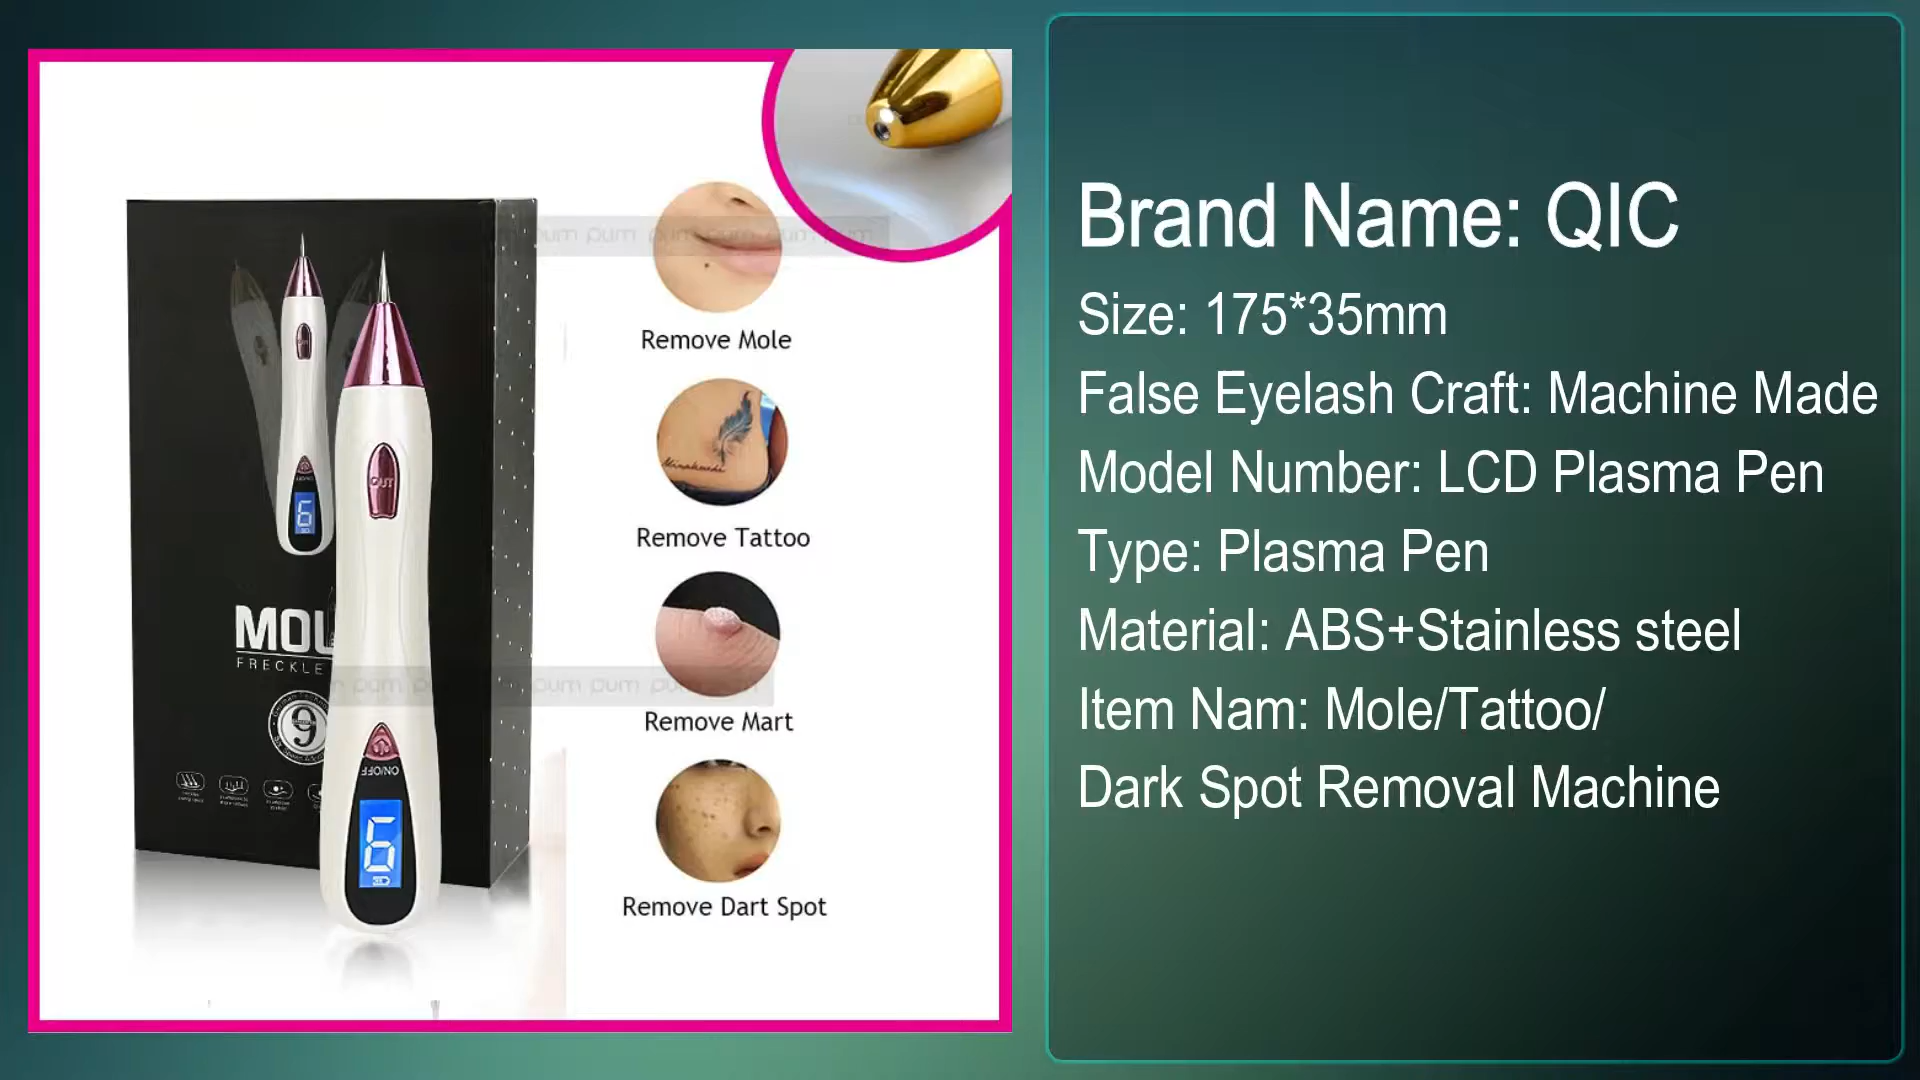 MOL
FRECKLE
9
OUT
ON/OFF
6
6
Remove Mole
Remove Tattoo
Remove Mart
Remove Dart Spot
Brand Name: QIC
Size: 175*35mm
False Eyelash Craft: Machine Made
Model Number: LCD Plasma Pen
Type: Plasma Pen
Material: ABS+Stainless steel
Item Nam: Mole/Tattoo/
Dark Spot Removal Machine